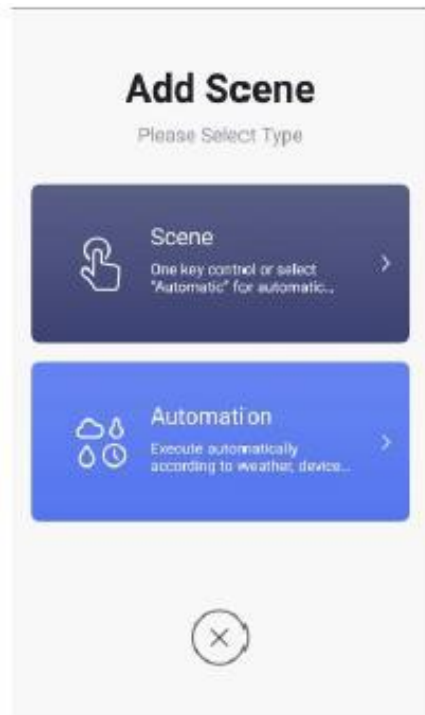 Add Scene
Please Select Type
Scene
One key control or select
"Automatic" for automatic...
Automation
Execute automatically
according to weather, device...